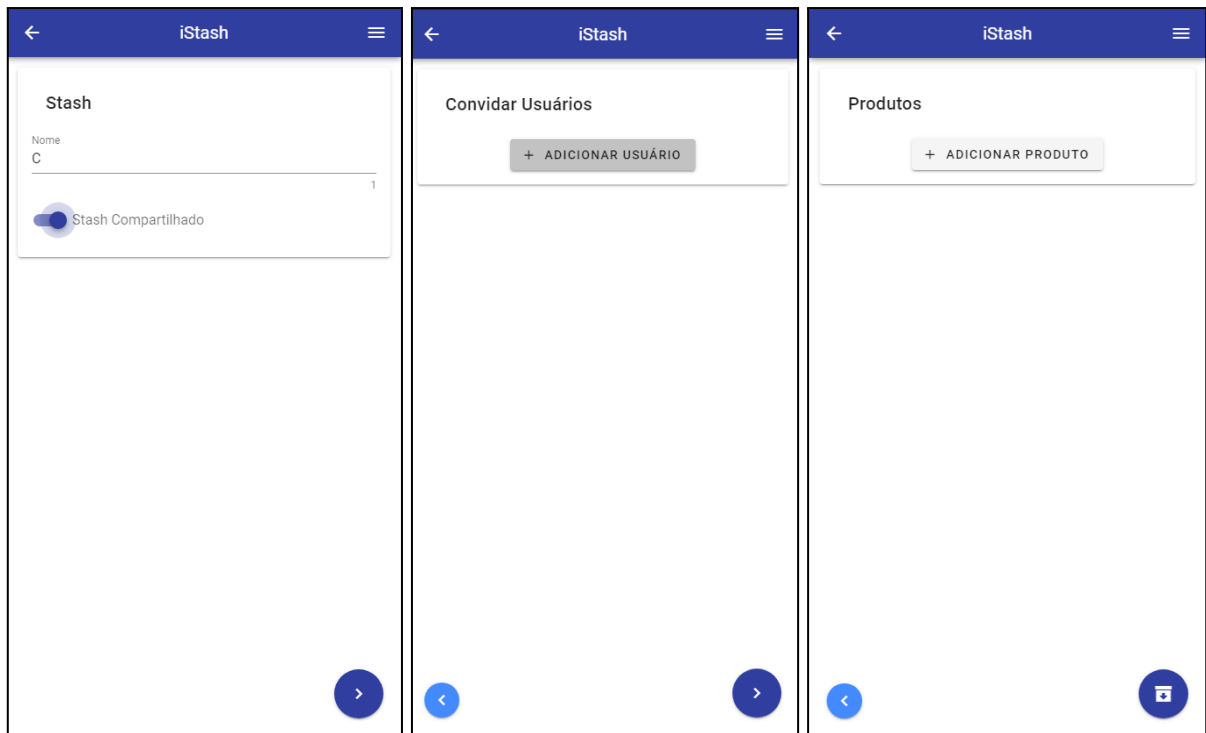 iStash
Stash
Nome
C
1
Stash Compartilhado
iStash
Convidar Usuários
+ ADICIONAR USUÁRIO
iStash
Produtos
+ ADICIONAR PRODUTO